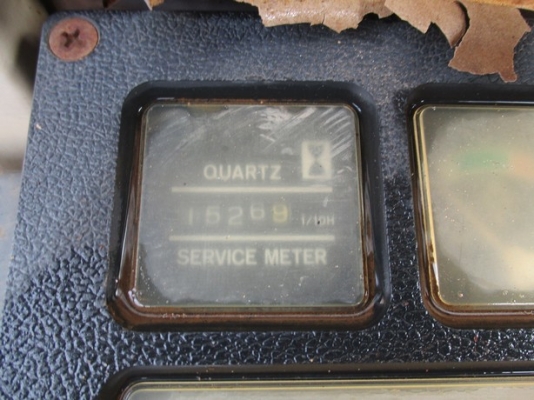 QUARTZ
15269 1/10H
SERVICE METER